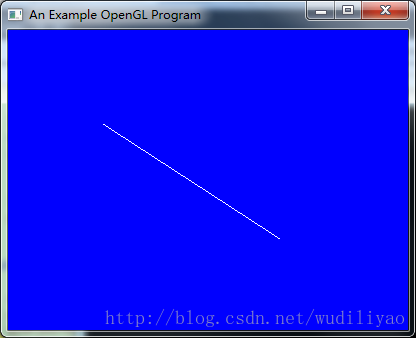 An Example OpenGL Program
http://blog.csdn.net/wudiliyao